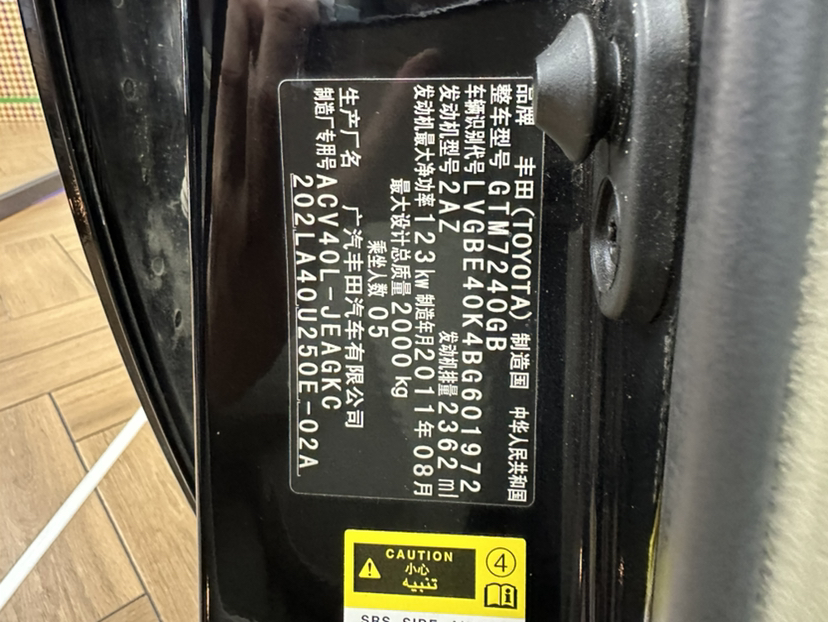 品牌 丰田(TOYOTA) 制造国 中华人民共和国
整车型号 GTM7240GB
车辆识别代号 LVGBE40K4BG601972
发动机型号 2AZ 发动机排量 2362 ml
发动机最大净功率 123 kw 制造年月 2011年08月
最大设计总质量 2000 kg
乘坐人数 05
生产厂名 广汽丰田汽车有限公司
制造厂专用号 ACV40L-JEAGKC
202LA40U250E-02A
CAUTION
小心
تنبيه
4
SRS SIDE